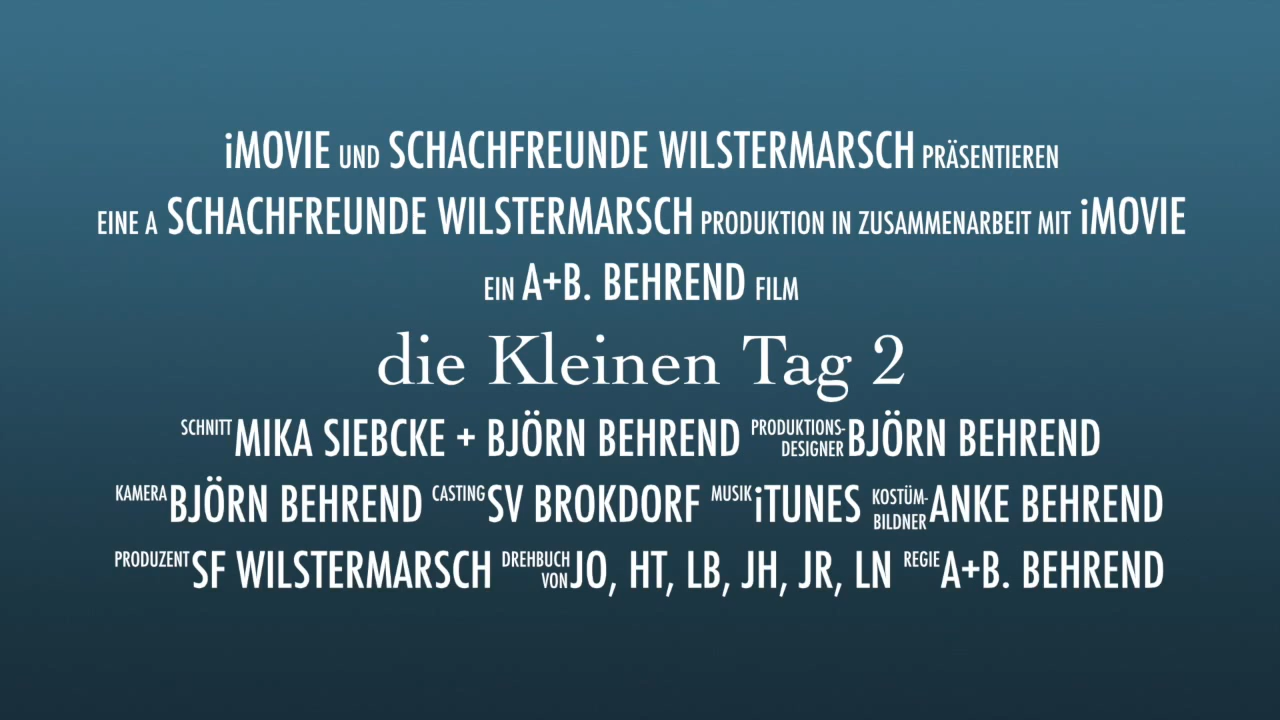 iMOVIE UND SCHACHFREUNDE WILSTERMARSCH PRÄSENTIEREN
EINE A SCHACHFREUNDE WILSTERMARSCH PRODUKTION IN ZUSAMMENARBEIT MIT iMOVIE
EIN A+B. BEHREND FILM
die Kleinen Tag 2
SCHNITT MIKA SIEBCKE + BJÖRN BEHREND PRODUKTIONS-DESIGNER BJÖRN BEHREND
KAMERA BJÖRN BEHREND CASTING SV BROKDORF MUSIK iTUNES KOSTÜM-BILDNER ANKE BEHREND
PRODUZENT SF WILSTERMARSCH DREHBUCH VON JO, HT, LB, JH, JR, LN REGIE A+B. BEHREND